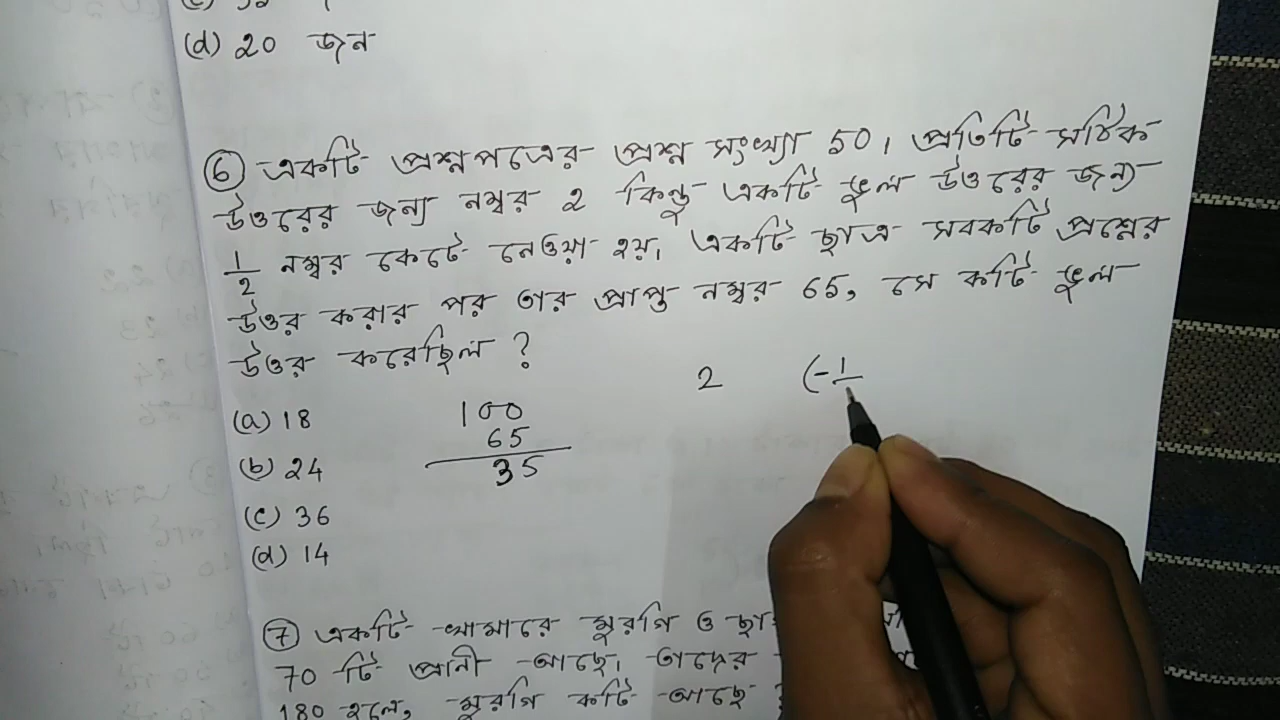 (d) 20 জন
6 একটি প্রশ্নপত্রের প্রশ্ন সংখ্যা 50, প্রতিটি সঠিক
উত্তরের জন্য নম্বর 2 কিন্তু একটি ভুল উত্তরের জন্য
1/2 নম্বর কেটে নেওয়া হয়। একটি ছাত্র সবকটি প্রশ্নের
উত্তর করার পর তার প্রাপ্ত নম্বর 65, সে কটি ভুল
উত্তর করেছিল ?
2 (-1
(a) 18
100
65
35
(b) 24
(c) 36
(d) 14
7 একটি খামারে মুরগি ও
70 টি প্রানী আছে। তাদের
180 হলে, মুরগি কটি আছে